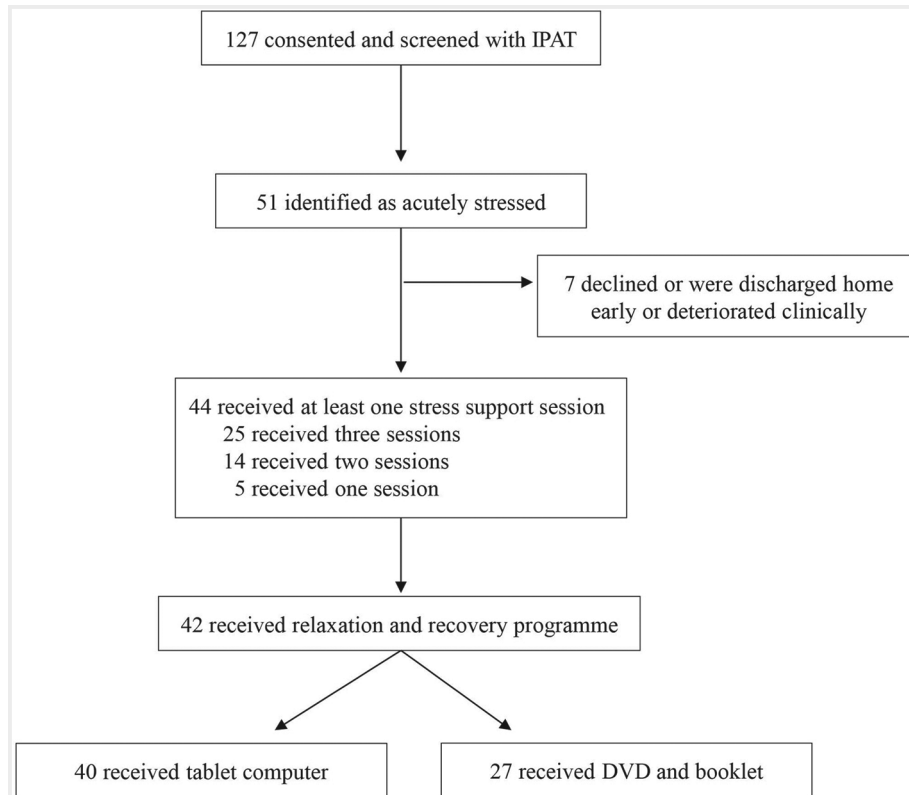 127 consented and screened with IPAT
51 identified as acutely stressed
7 declined or were discharged home
early or deteriorated clinically
44 received at least one stress support session
25 received three sessions
14 received two sessions
5 received one session
42 received relaxation and recovery programme
40 received tablet computer
27 received DVD and booklet